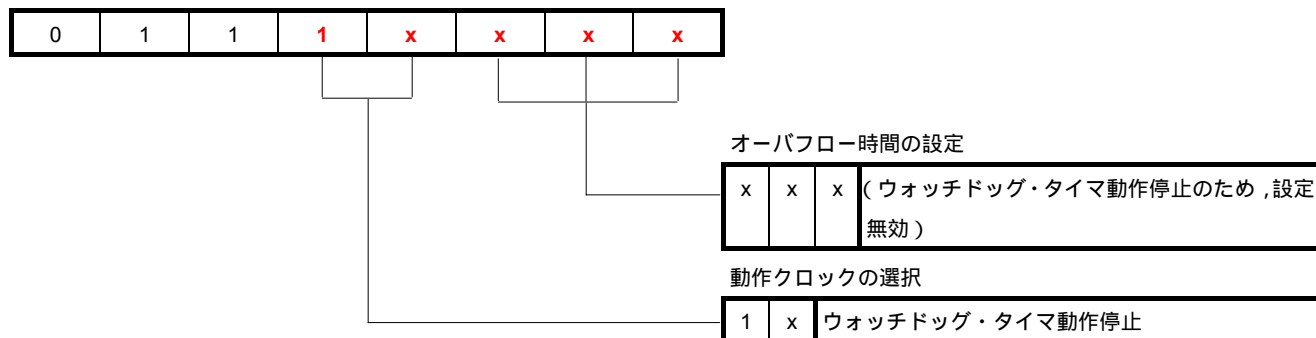 0 1 1 1 x x x x
オーバフロー時間の設定
x x x (ウォッチドッグ・タイマ動作停止のため,設定
無効)
動作クロックの選択
1 x ウォッチドッグ・タイマ動作停止